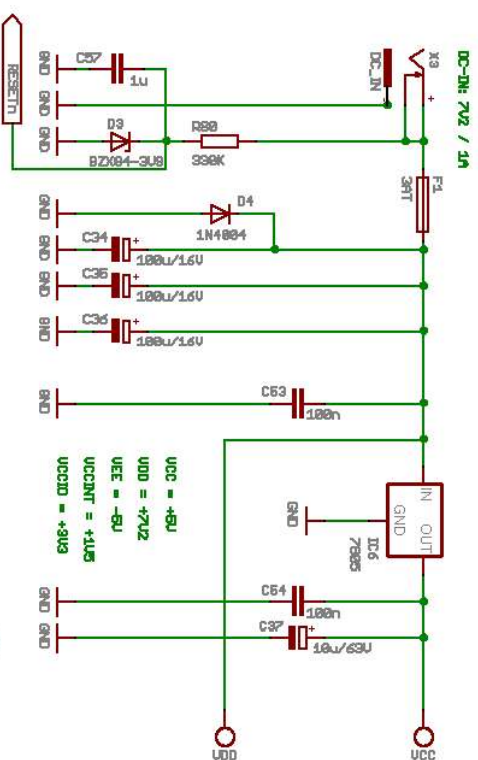 DC-IN: 7V2 / 1A
X3
+
DC_IN
F1
3AT
RESETn
C57
1u
GND
GND
D3
BZX84-3V9
R80
330K
GND
D4
1N4004
GND
C34
+
100u/16V
GND
C35
+
100u/16V
GND
C36
+
100u/16V
GND
C53
100n
GND
VCC = +5V
VDD = +7V2
VEE = -5V
VCCINT = +1V5
VCCIO = +3V3
IN
GND
OUT
GND
IC6
7805
C54
100n
GND
C37
+
10u/63V
GND
VDD
VCC